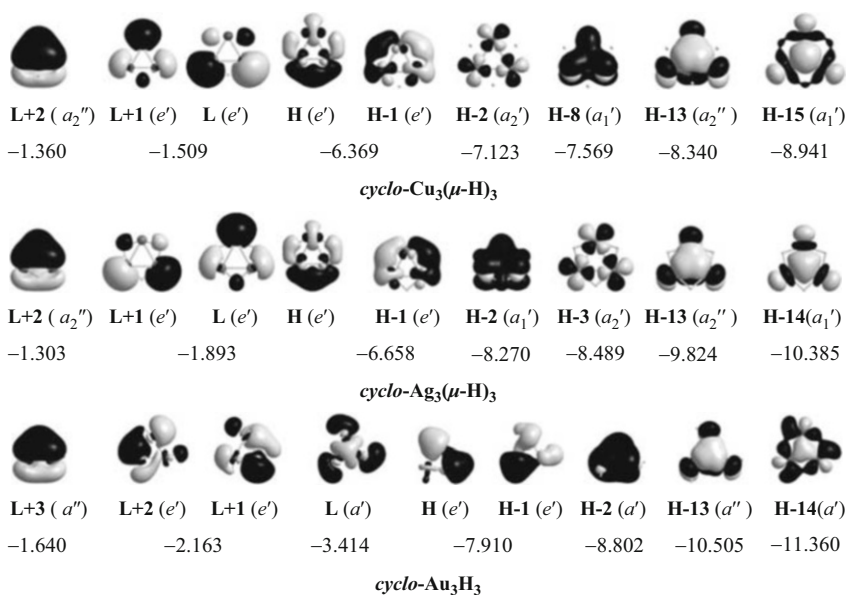 L+2 ( a₂″) L+1 (e′) L (e′) H (e′) H-1 (e′) H-2 (a₂′) H-8 (a₁′) H-13 (a₂″ ) H-15 (a₁′)
−1.360 −1.509 −6.369 −7.123 −7.569 −8.340 −8.941
cyclo-Cu₃(μ-H)₃
L+2 ( a₂″) L+1 (e′) L (e′) H (e′) H-1 (e′) H-2 (a₁′) H-3 (a₂′) H-13 (a₂″ ) H-14(a₁′)
−1.303 −1.893 −6.658 −8.270 −8.489 −9.824 −10.385
cyclo-Ag₃(μ-H)₃
L+3 ( a″) L+2 (e′) L+1 (e′) L (a′) H (e′) H-1 (e′) H-2 (a′) H-13 (a″ ) H-14(a′)
−1.640 −2.163 −3.414 −7.910 −8.802 −10.505 −11.360
cyclo-Au₃H₃